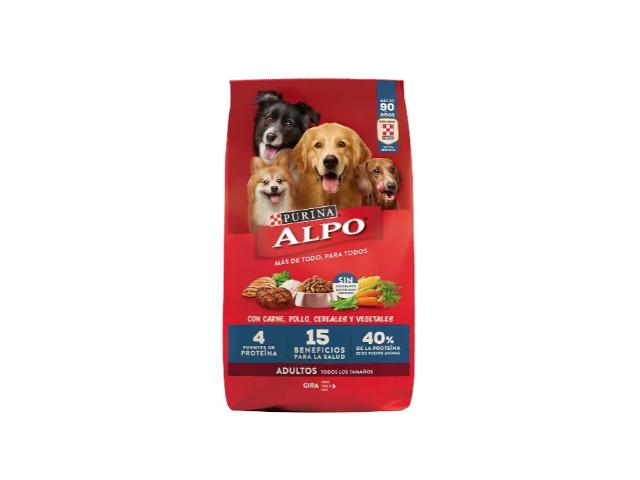 MÁS DE
90
AÑOS
PURINA
ALPO
MÁS DE TODO, PARA TODOS
SIN
CON CARNE, POLLO, CEREALES Y VEGETALES
4
FUENTES DE
PROTEÍNA
15
BENEFICIOS
PARA LA SALUD
40%
DE LA PROTEÍNA
ES DE FUENTE ANIMAL
ADULTOS TODOS LOS TAMAÑOS
GIRA